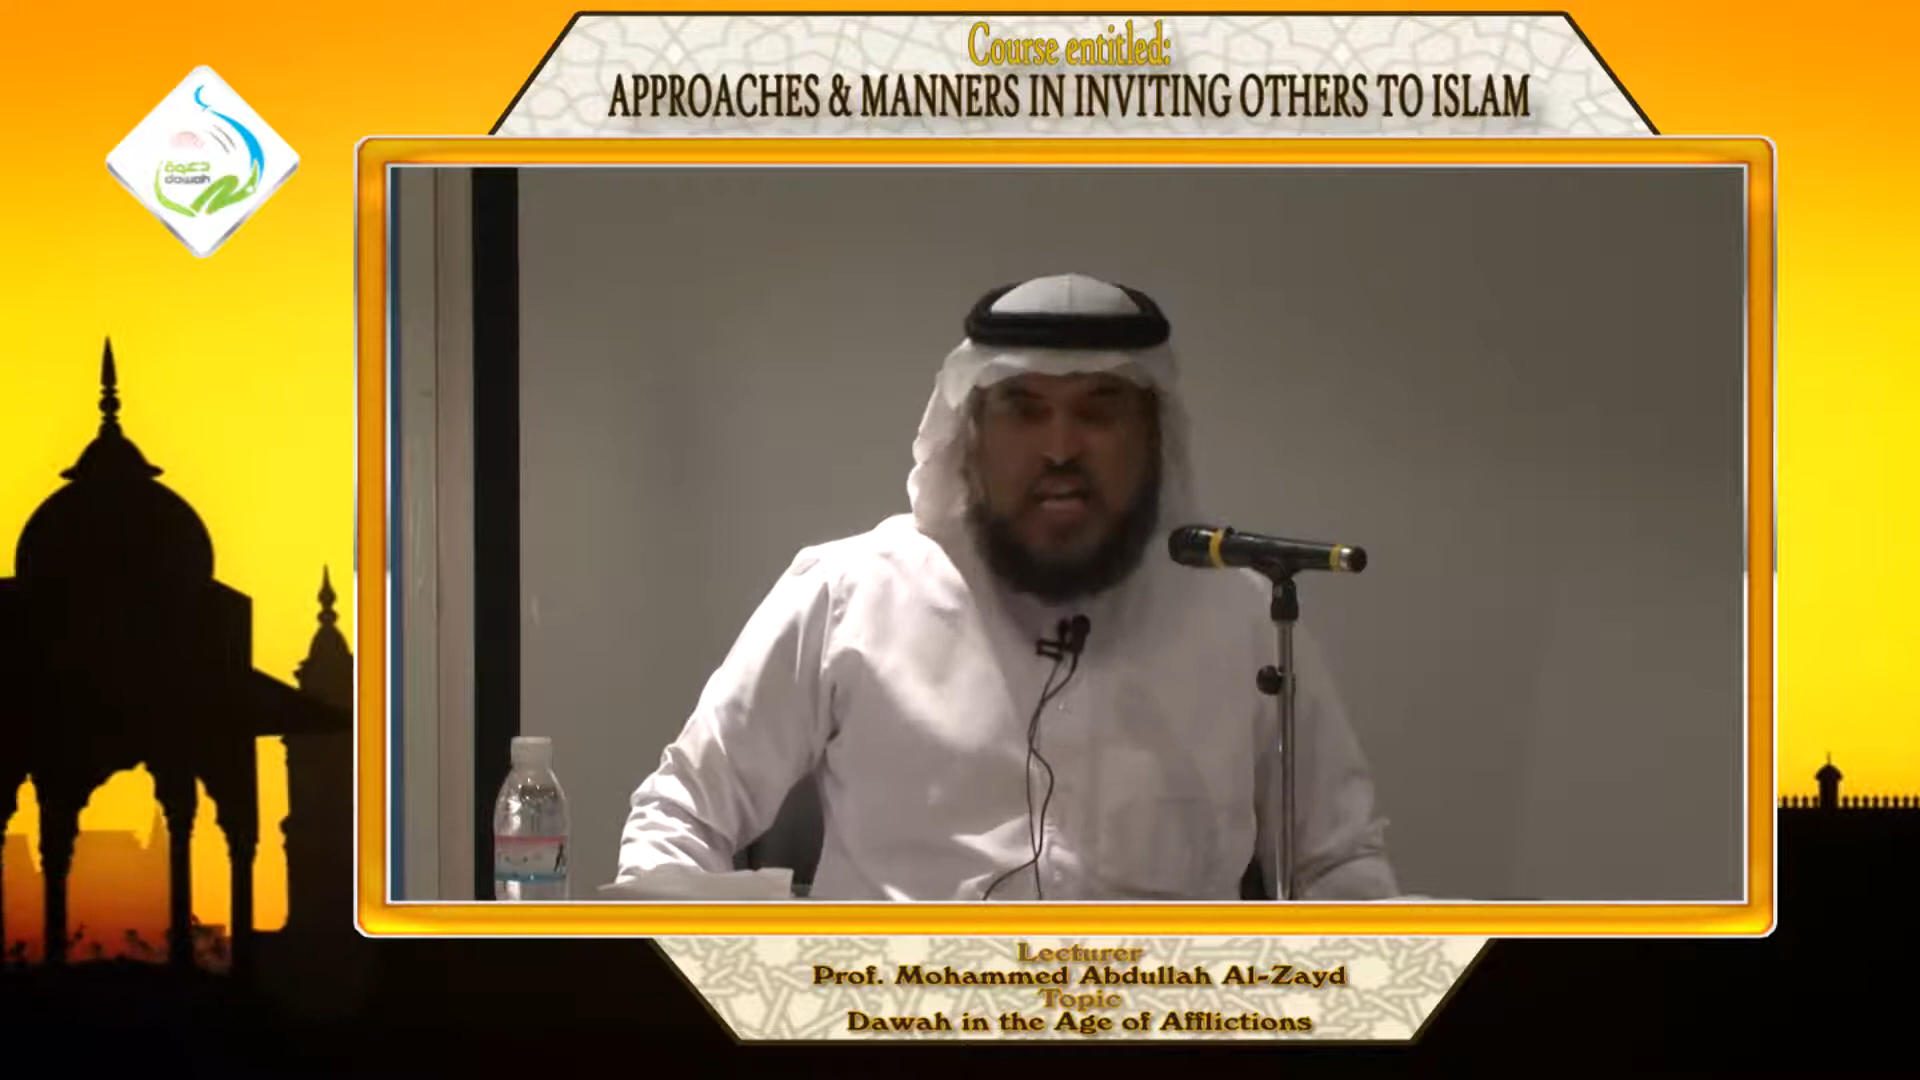 Course entitled:
APPROACHES & MANNERS IN INVITING OTHERS TO ISLAM
دعوة
dawah
Lecturer
Prof. Mohammed Abdullah Al-Zayd
Topic
Dawah in the Age of Afflictions